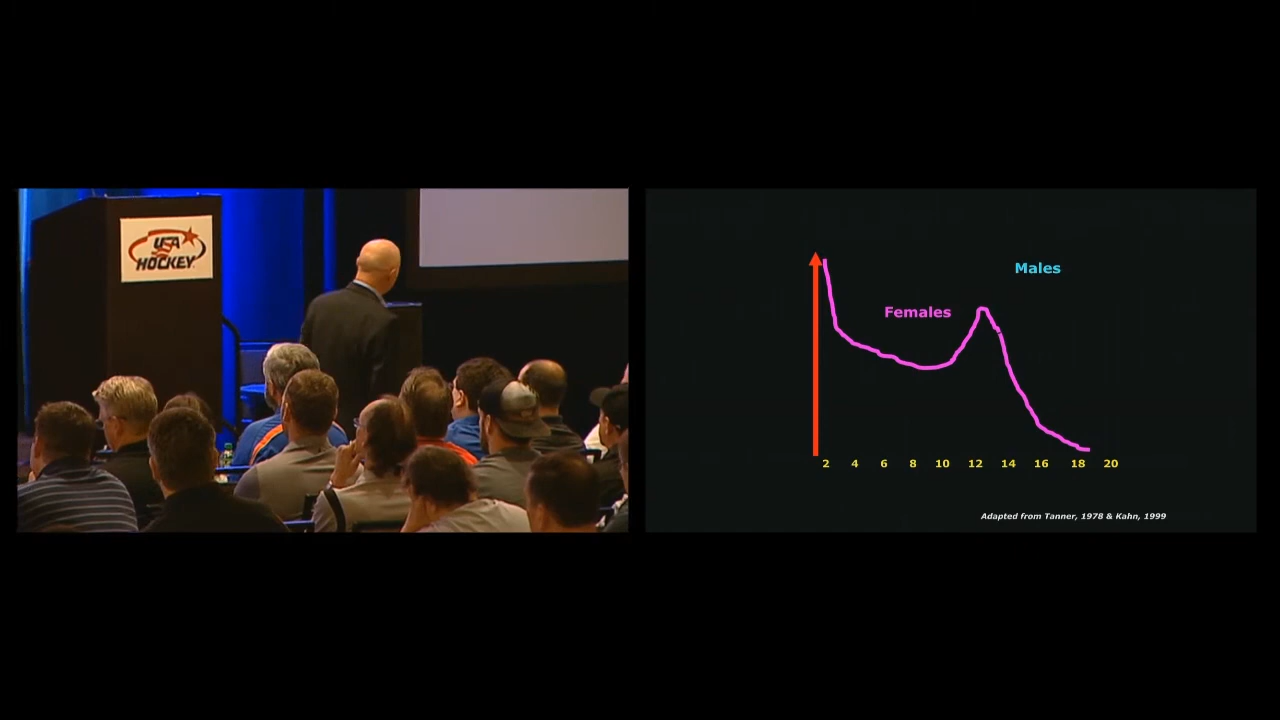 USA
HOCKEY
Males
Females
2 4 6 8 10 12 14 16 18 20
Adapted from Tanner, 1978 & Kahn, 1999